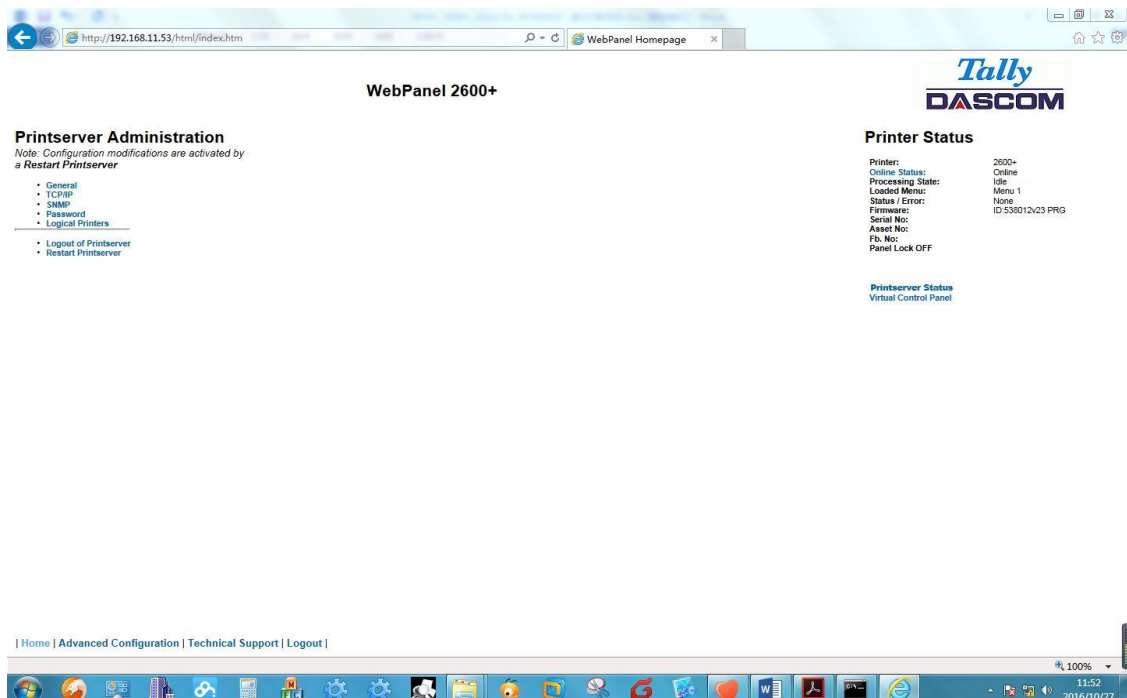 http://192.168.11.53/html/index.htm
WebPanel Homepage
WebPanel 2600+
Tally
DASCOM
Printserver Administration
Note: Configuration modifications are activated by
a Restart Printserver
• General
• TCP/IP
• SNMP
• Password
• Logical Printers
• Logout of Printserver
• Restart Printserver
Printer Status
Printer: 2600+
Online Status: Online
Processing State: Idle
Loaded Menu: Menu 1
Status / Error: None
Firmware: ID:538012v23 PRG
Serial No:
Asset No:
Fb. No:
Panel Lock OFF
Printserver Status
Virtual Control Panel
| Home | Advanced Configuration | Technical Support | Logout |
100%
11:52
2016/10/27